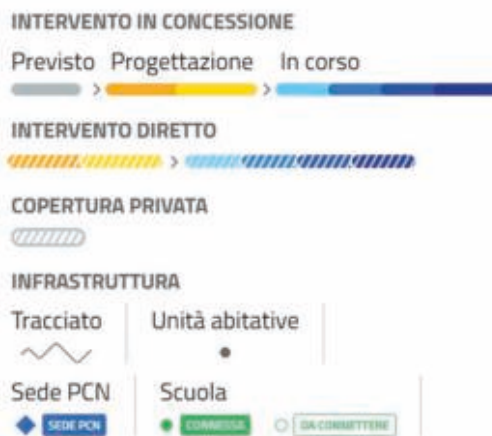 INTERVENTO IN CONCESSIONE
Previsto Progettazione In corso
INTERVENTO DIRETTO
COPERTURA PRIVATA
INFRASTRUTTURA
Tracciato Unità abitative
Sede PCN Scuola
SEDE PCN CONNESSA DA CONNETTERE